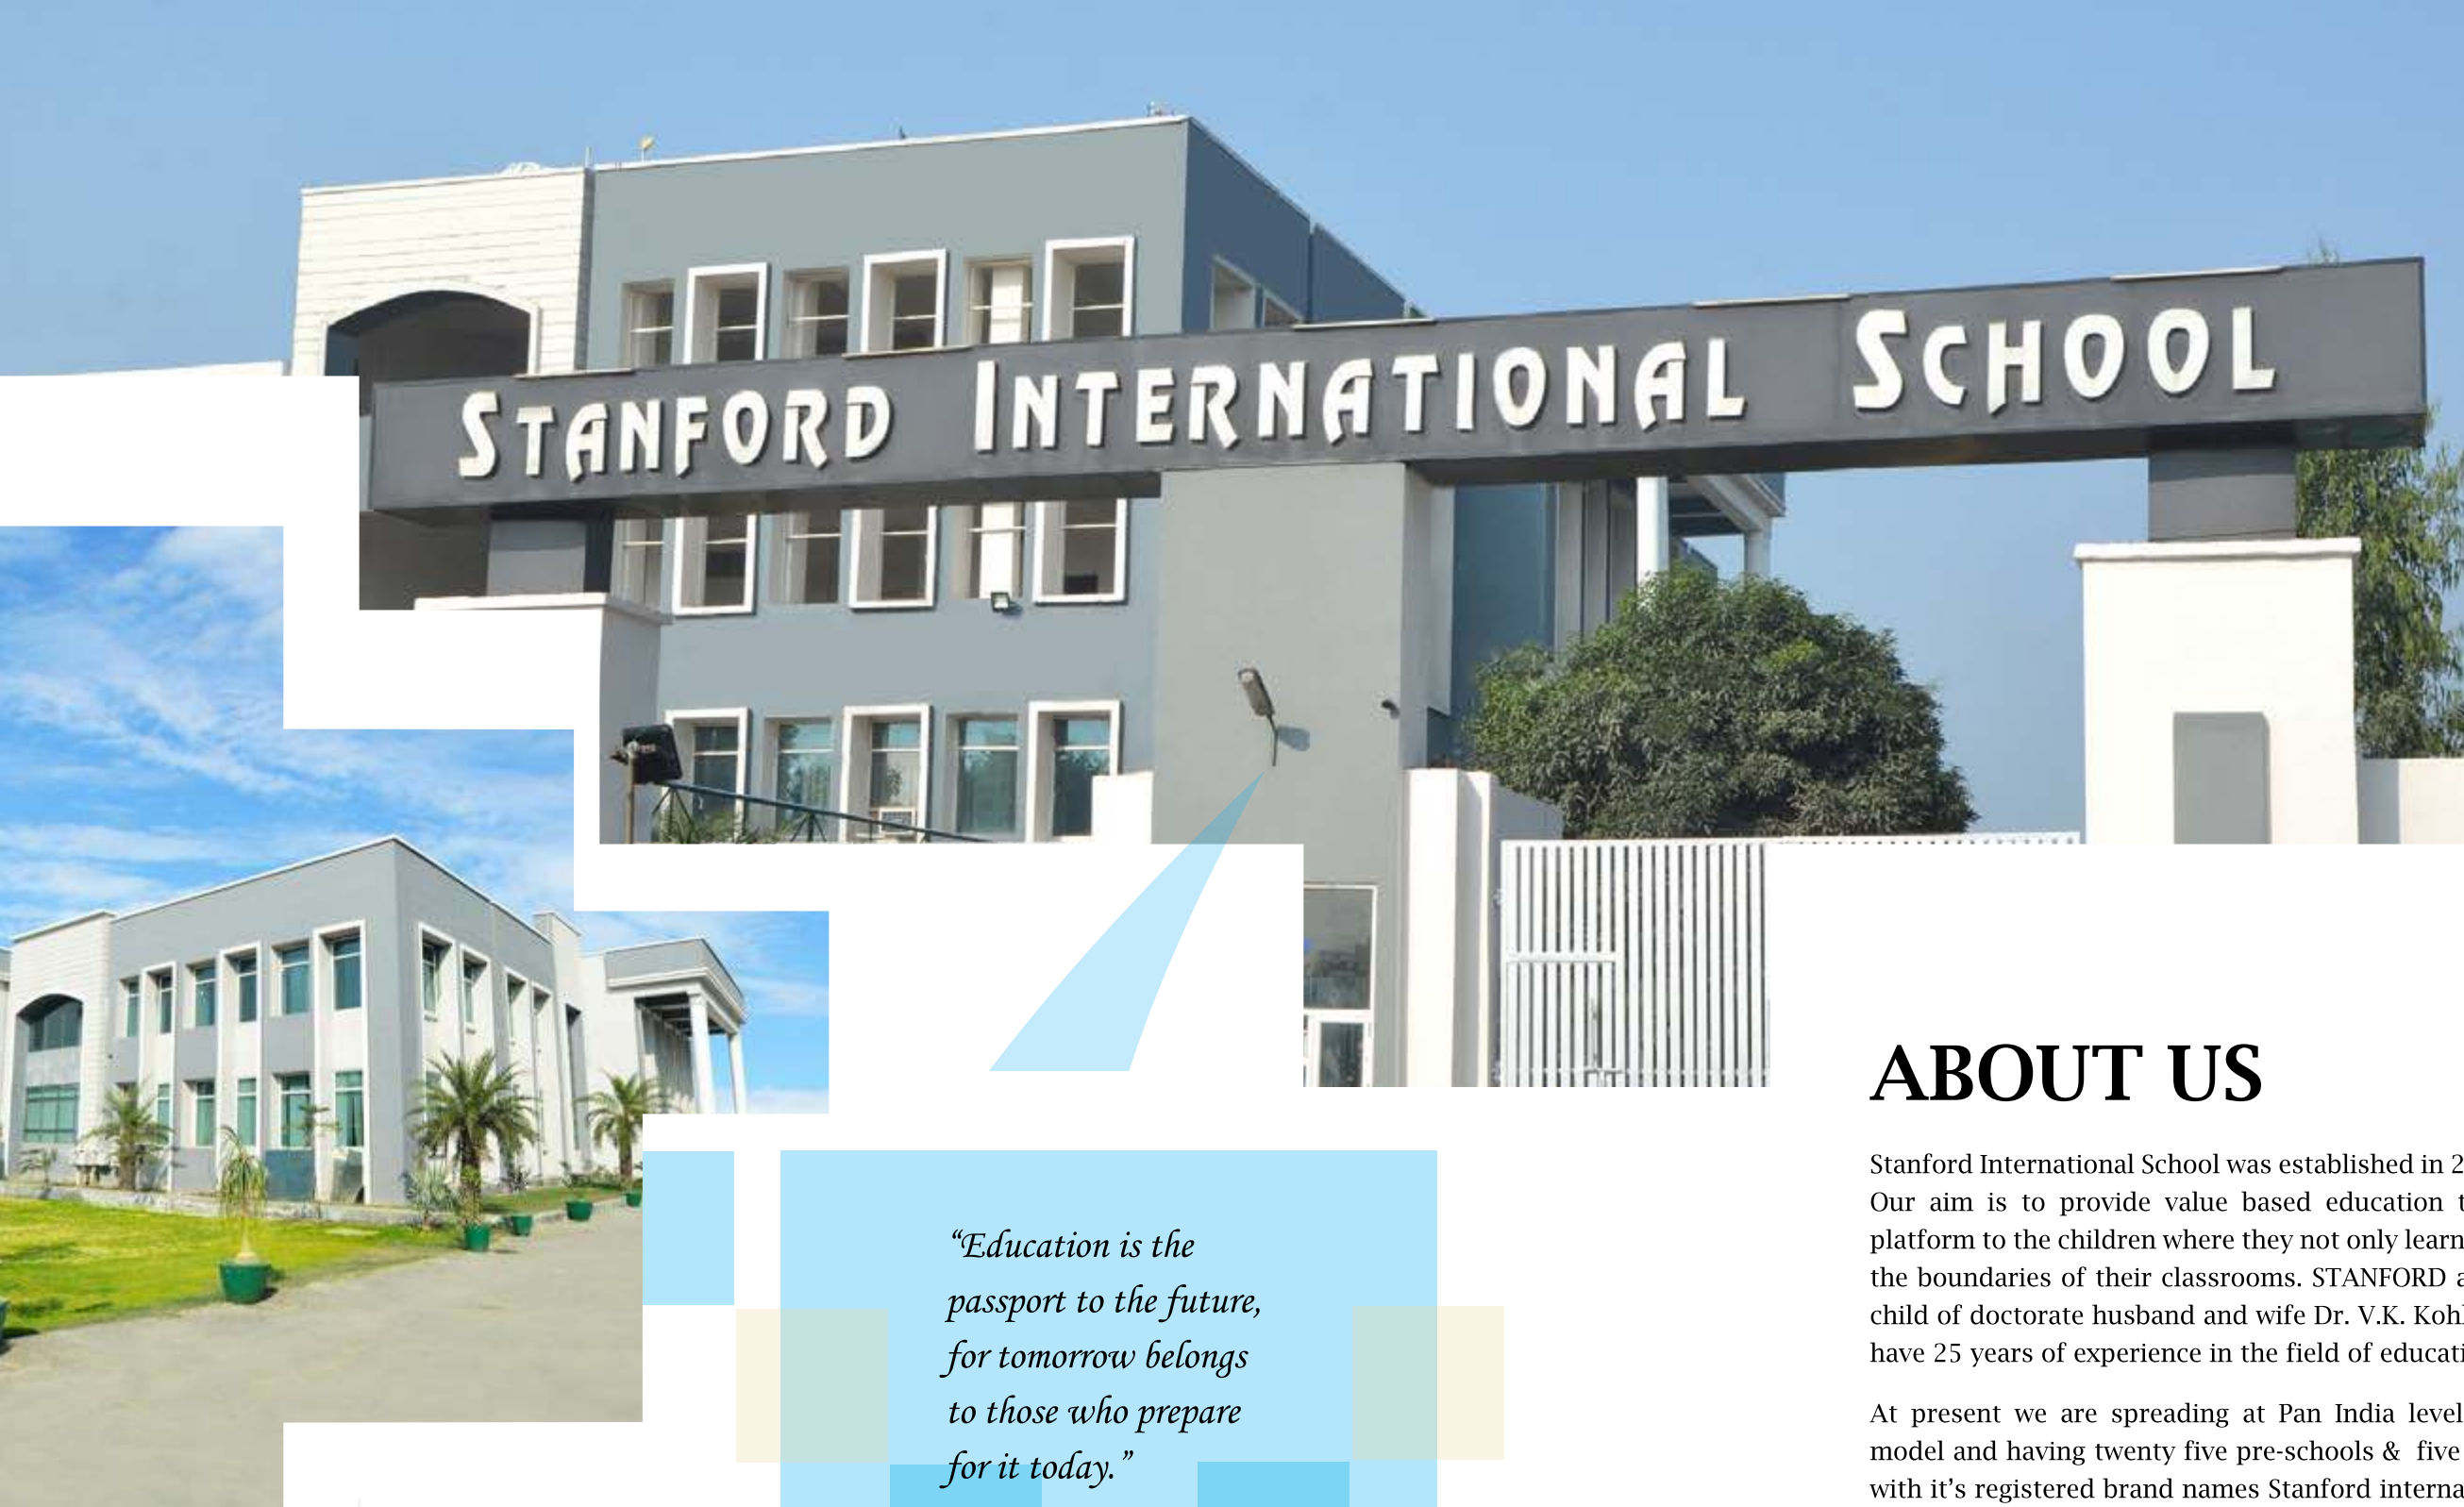 STANFORD INTERNATIONAL SCHOOL
ABOUT US
Stanford International School was established in
Our aim is to provide value based education
platform to the children where they not only learn
the boundaries of their classrooms. STANFORD
child of doctorate husband and wife Dr. V.K.
have 25 years of experience in the field of
At present we are spreading at Pan India level
model and having twenty five pre-schools & five
with it's registered brand names Stanford
“Education is the
passport to the future,
for tomorrow belongs
to those who prepare
for it today.”